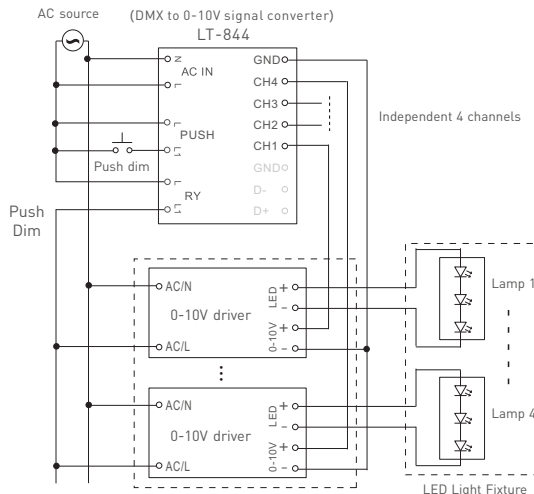 AC source
(DMX to 0-10V signal converter)
LT-844
N
AC IN
L
L
PUSH
L1
L
RY
L1
GND
CH4
CH3
CH2
CH1
GND
D-
D+
Independent 4 channels
Push dim
Push
Dim
AC/N
0-10V driver
AC/L
LED
+
−
0-10V
+
−
Lamp 1
AC/N
0-10V driver
AC/L
LED
+
−
0-10V
+
−
Lamp 4
LED Light Fixture